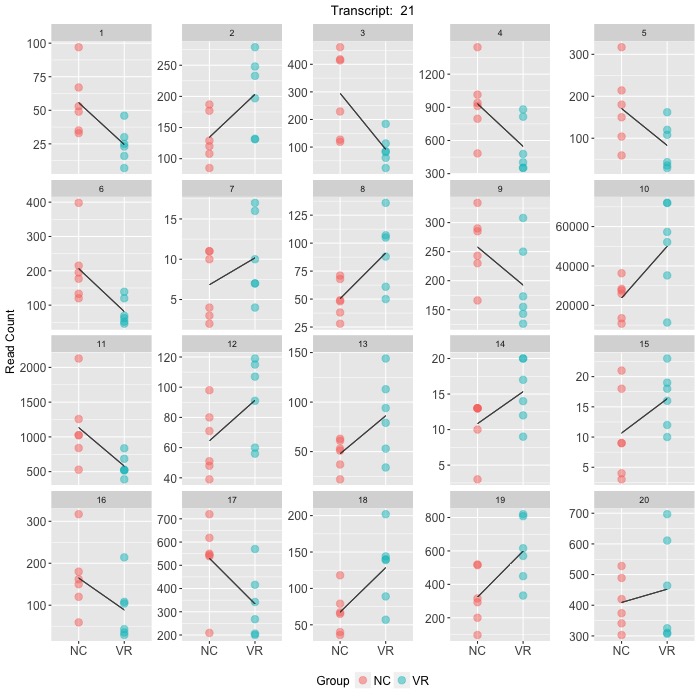 Transcript: 21
1 2 3 4 5
100 75 50 25
250 200 150 100
400 300 200 100
1200 900 600 300
300 200 100
6 7 8 9 10
400 300 200 100
15 10 5
125 100 75 50 25
300 250 200 150
60000 40000 20000
Read Count
11 12 13 14 15
2000 1500 1000 500
120 100 80 60 40
150 100 50
20 15 10 5
20 15 10 5
16 17 18 19 20
300 200 100
700 600 500 400 300 200
200 150 100 50
800 600 400 200
700 600 500 400 300
NC VR NC VR NC VR NC VR NC VR
Group NC VR